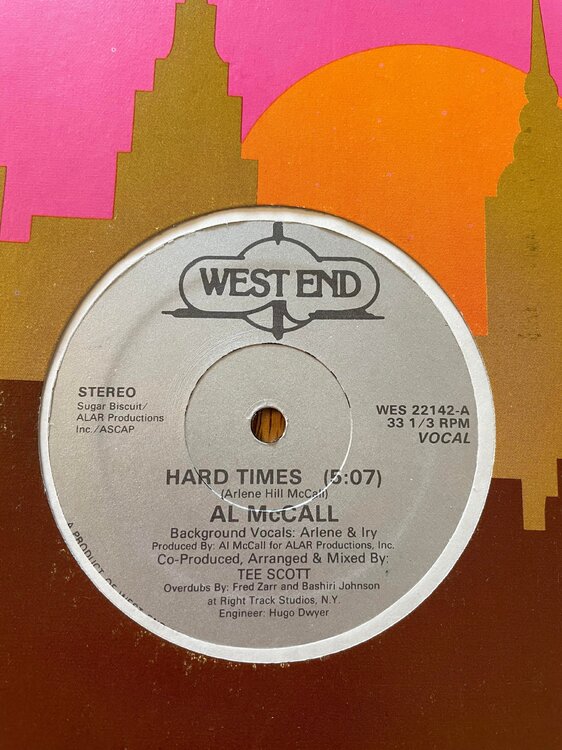 WEST END
STEREO
Sugar Biscuit/
ALAR Productions
Inc./ASCAP
WES 22142-A
33 1/3 RPM
VOCAL
HARD TIMES (5:07)
(Arlene Hill McCall)
AL McCALL
Background Vocals: Arlene & Iry
Produced By: Al McCall for ALAR Productions, Inc.
Co-Produced, Arranged & Mixed By:
TEE SCOTT
Overdubs By: Fred Zarr and Bashiri Johnson
at Right Track Studios, N.Y.
Engineer: Hugo Dwyer
A PRODUCT OF WEST END